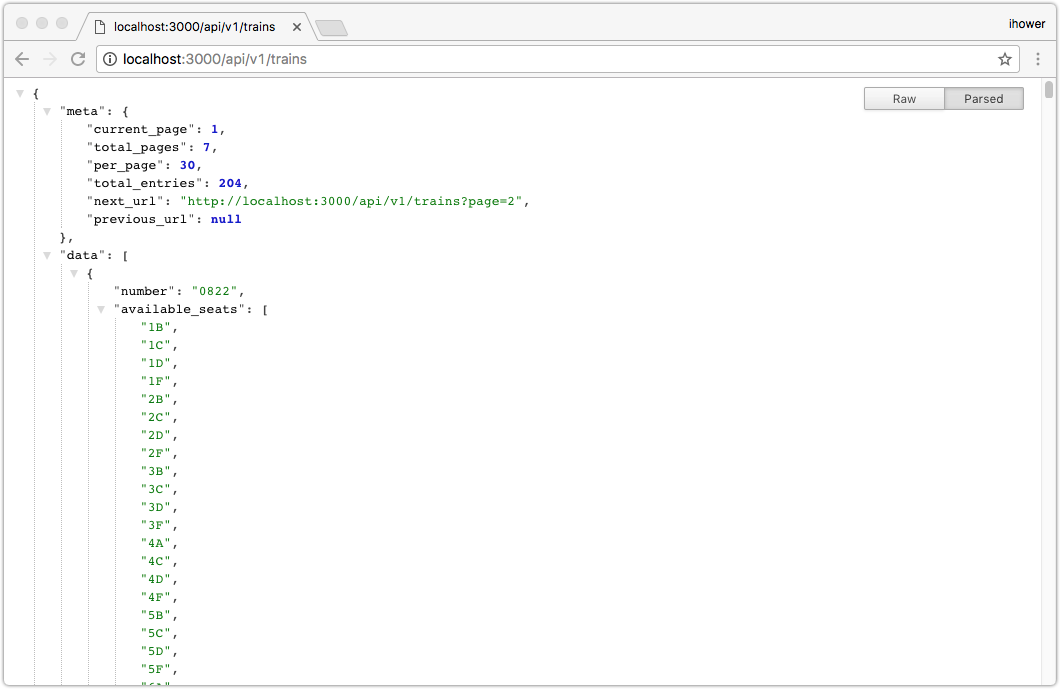 localhost:3000/api/v1/trains
ihower
localhost:3000/api/v1/trains
Raw Parsed
{
"meta": {
"current_page": 1,
"total_pages": 7,
"per_page": 30,
"total_entries": 204,
"next_url": "http://localhost:3000/api/v1/trains?page=2",
"previous_url": null
},
"data": [
{
"number": "0822",
"available_seats": [
"1B",
"1C",
"1D",
"1F",
"2B",
"2C",
"2D",
"2F",
"3B",
"3C",
"3D",
"3F",
"4A",
"4C",
"4D",
"4F",
"5B",
"5C",
"5D",
"5F",